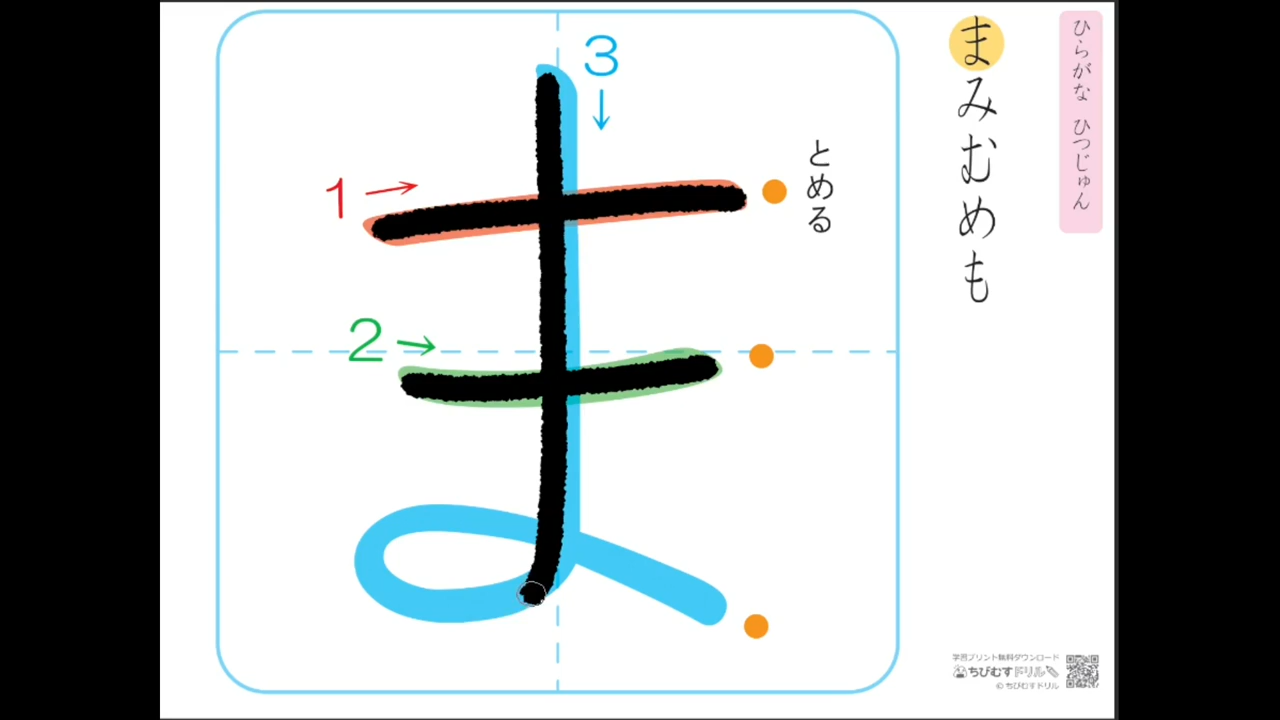 ひらがな ひつじゅん
まみむめも
ま
1
2
3
とめる
学習プリント無料ダウンロード
ちびむすドリル
© ちびむすドリル